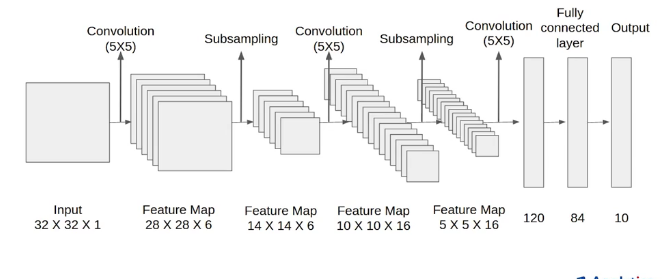 Convolution
(5X5)
Subsampling
Convolution
(5X5)
Subsampling
Convolution
(5X5)
Fully
connected
layer
Output
Input
32 X 32 X 1
Feature Map
28 X 28 X 6
Feature Map
14 X 14 X 6
Feature Map
10 X 10 X 16
Feature Map
5 X 5 X 16
120
84
10